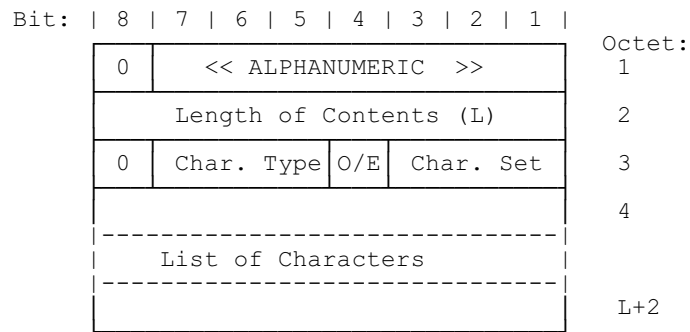 Bit: | 8 | 7 | 6 | 5 | 4 | 3 | 2 | 1 |
Octet:
0 << ALPHANUMERIC >> 1
Length of Contents (L) 2
0 Char. Type O/E Char. Set 3
4
List of Characters
L+2